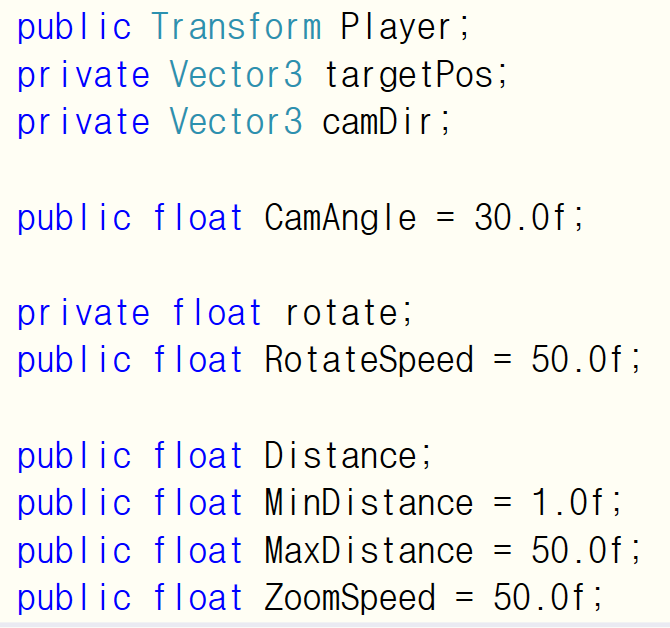 public Transform Player;
private Vector3 targetPos;
private Vector3 camDir;
public float CamAngle = 30.0f;
private float rotate;
public float RotateSpeed = 50.0f;
public float Distance;
public float MinDistance = 1.0f;
public float MaxDistance = 50.0f;
public float ZoomSpeed = 50.0f;